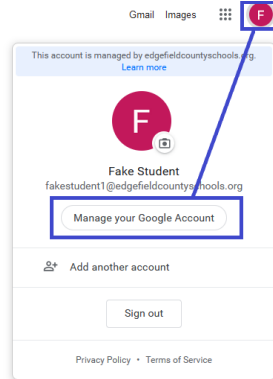 Gmail Images F
This account is managed by edgefieldcountyschools.org.
Learn more
F
Fake Student
fakestudent1@edgefieldcountyschools.org
Manage your Google Account
Add another account
Sign out
Privacy Policy • Terms of Service